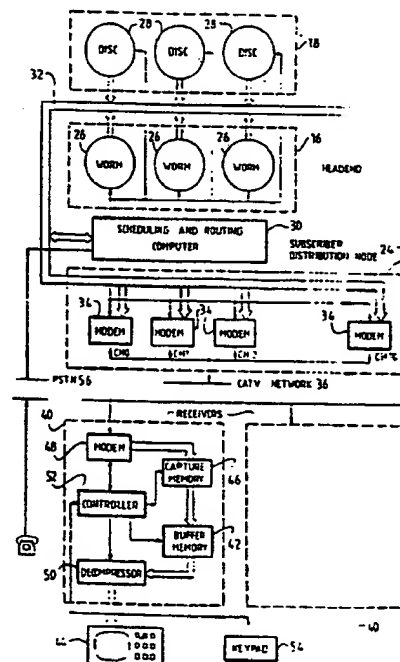 28 28
18
DISC DISC DISC
32
26 26 26
16
WORM WORM WORM
HEADEND
30
SCHEDULING AND ROUTING
COMPUTER
SUBSCRIBER
DISTRIBUTION NODE
24
34 34 34
MODEM MODEM MODEM MODEM
PSTN 56 CATV NETWORK 36
RECEIVERS
40
48
MODEM
46
CAPTURE
MEMORY
52
CONTROLLER
42
BUFFER
MEMORY
50
DECOMPRESSOR
44
KEYPAD 54
40